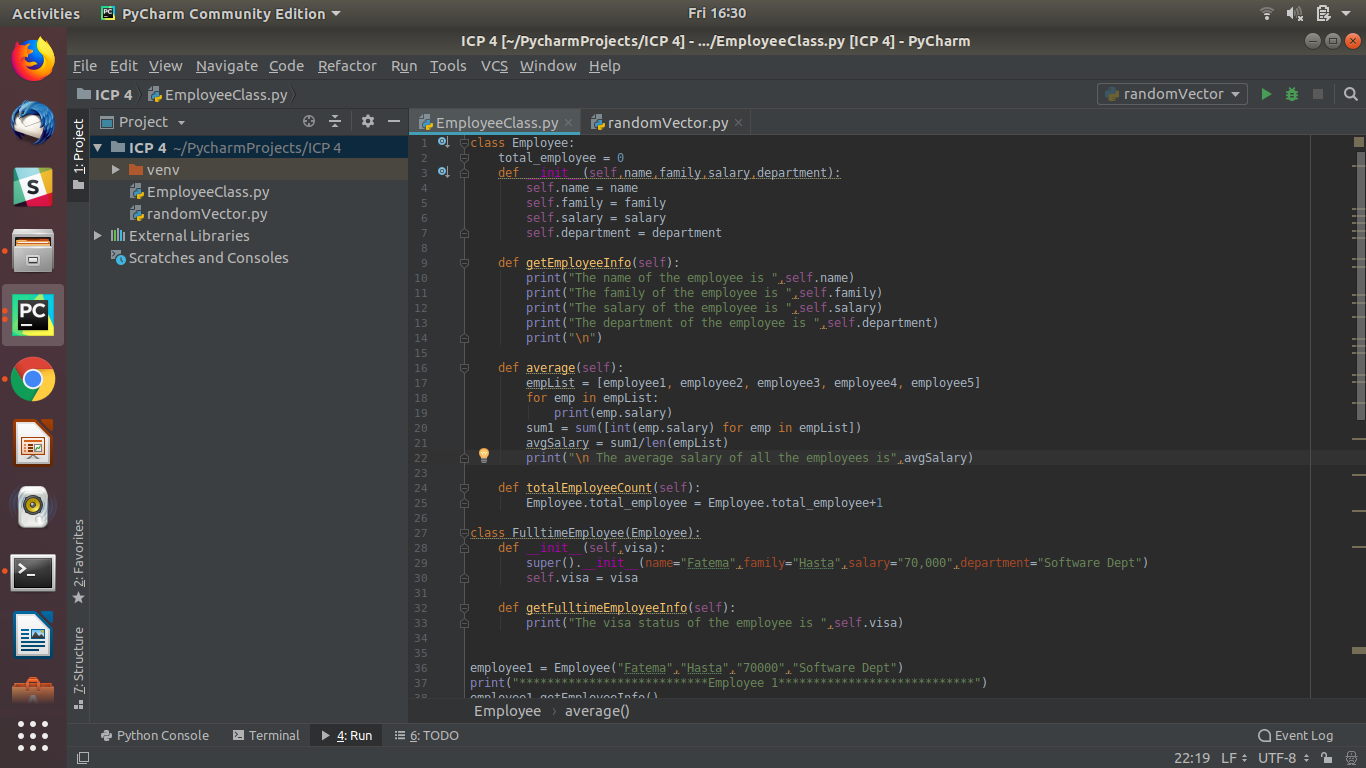 Activities PyCharm Community Edition Fri 16:30
ICP 4 [~/PycharmProjects/ICP 4] - .../EmployeeClass.py [ICP 4] - PyCharm
File Edit View Navigate Code Refactor Run Tools VCS Window Help
ICP 4 EmployeeClass.py randomVector
Project
EmployeeClass.py randomVector.py
1: Project
ICP 4 ~/PycharmProjects/ICP 4
venv
EmployeeClass.py
randomVector.py
External Libraries
Scratches and Consoles
2: Favorites
7: Structure
1 class Employee:
2     total_employee = 0
3     def __init__(self,name,family,salary,department):
4         self.name = name
5         self.family = family
6         self.salary = salary
7         self.department = department
8
9     def getEmployeeInfo(self):
10         print("The name of the employee is ",self.name)
11         print("The family of the employee is ",self.family)
12         print("The salary of the employee is ",self.salary)
13         print("The department of the employee is ",self.department)
14         print("\n")
15
16     def average(self):
17         empList = [employee1, employee2, employee3, employee4, employee5]
18         for emp in empList:
19             print(emp.salary)
20         sum1 = sum([int(emp.salary) for emp in empList])
21         avgSalary = sum1/len(empList)
22         print("\n The average salary of all the employees is",avgSalary)
23
24     def totalEmployeeCount(self):
25         Employee.total_employee = Employee.total_employee+1
26
27 class FulltimeEmployee(Employee):
28     def __init__(self,visa):
29         super().__init__(name="Fatema",family="Hasta",salary="70,000",department="Software Dept")
30         self.visa = visa
31
32     def getFulltimeEmployeeInfo(self):
33         print("The visa status of the employee is ",self.visa)
34
35
36 employee1 = Employee("Fatema","Hasta","70000","Software Dept")
37 print("***************************Employee 1****************************")
38 employee1.getEmployeeInfo()
Employee › average()
Python Console Terminal 4: Run 6: TODO Event Log
22:19 LF UTF-8